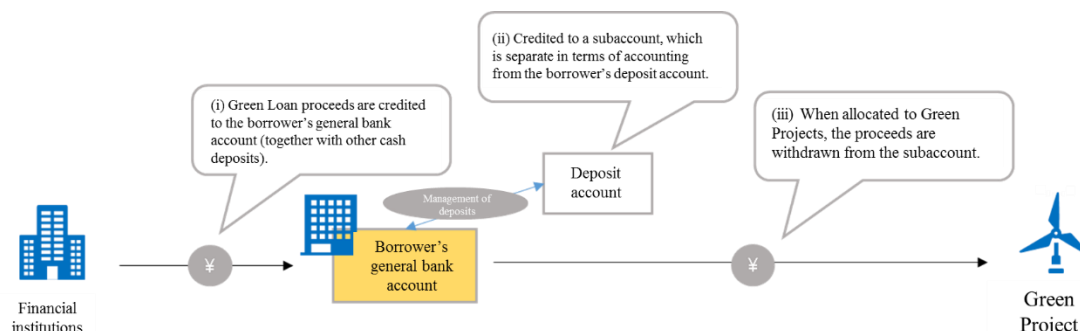 (i) Green Loan proceeds are credited
to the borrower's general bank
account (together with other cash
deposits).
(ii) Credited to a subaccount, which
is separate in terms of accounting
from the borrower's deposit account.
(iii) When allocated to Green
Projects, the proceeds are
withdrawn from the subaccount.
Deposit
account
Management of
deposits
Borrower's
general bank
account
¥
¥
Financial
institutions
Green
Project